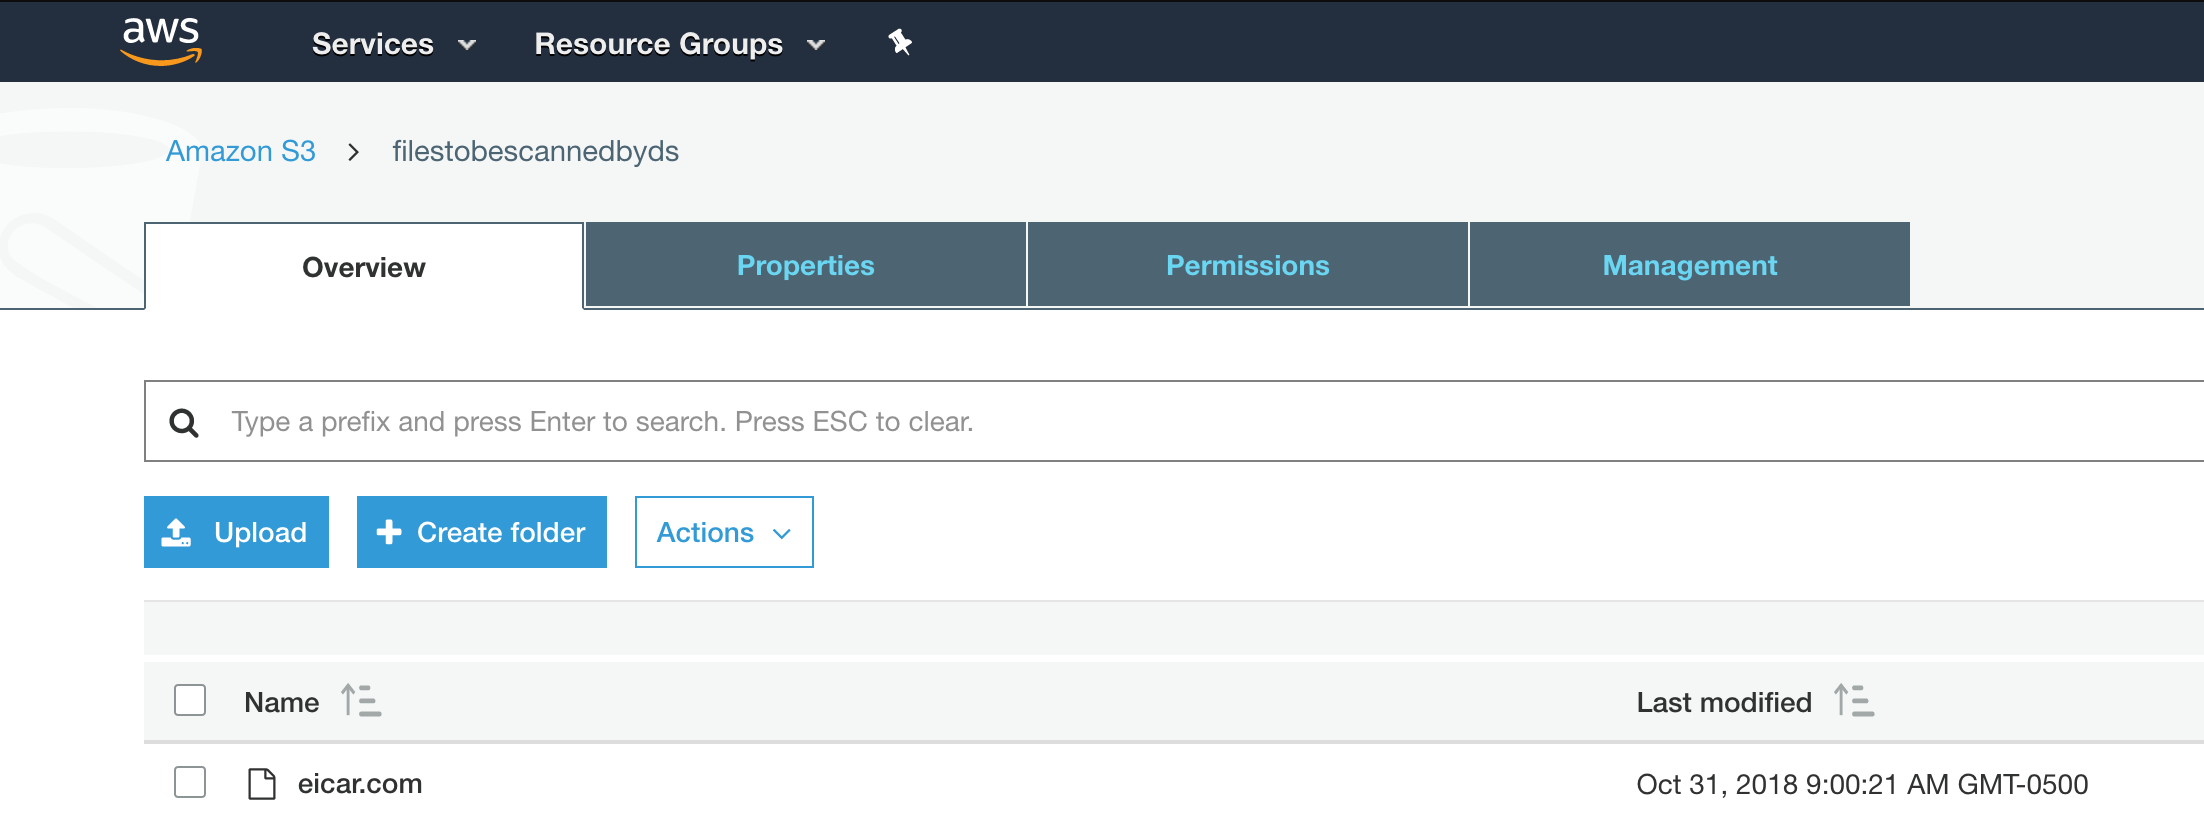 aws Services Resource Groups
Amazon S3 > filestobescannedbyds
Overview Properties Permissions Management
Type a prefix and press Enter to search. Press ESC to clear.
Upload Create folder Actions
Name Last modified
eicar.com Oct 31, 2018 9:00:21 AM GMT-0500